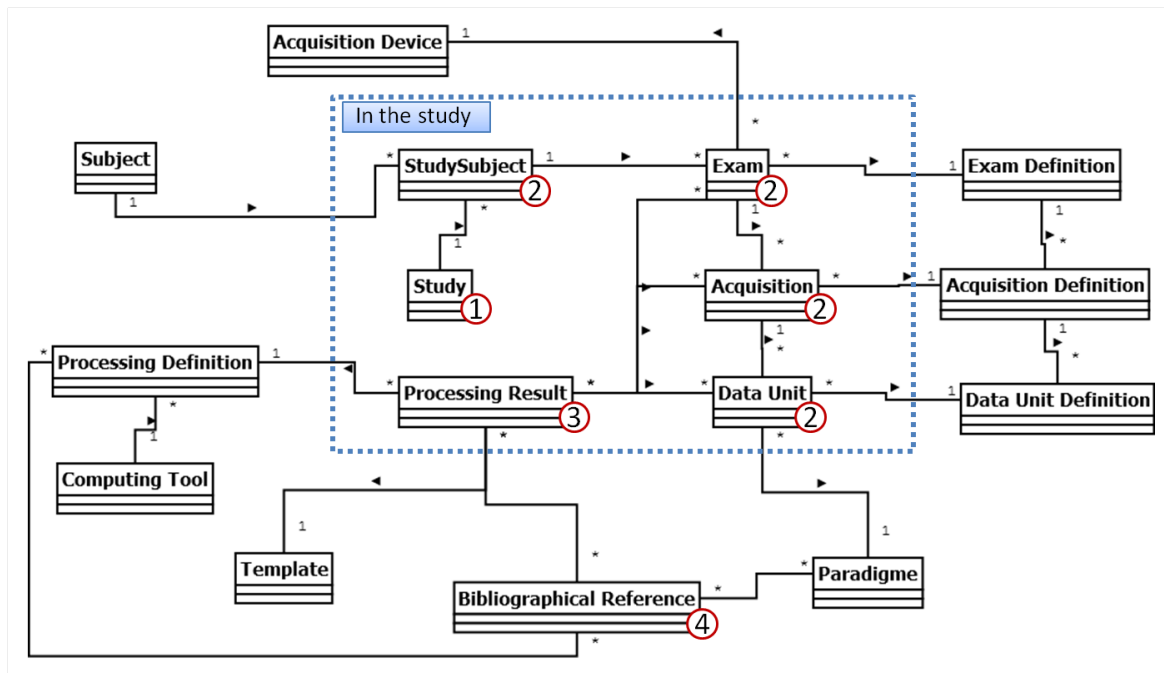 Acquisition Device
1
*
In the study
Subject
1
*
StudySubject
2
1
*
*
Exam
2
*
1
Exam Definition
*
1
*
1
*
1
*
Study
1
*
Acquisition
2
*
1
Acquisition Definition
1
*
1
*
*
Processing Definition
1
*
Processing Result
3
*
*
Data Unit
2
*
1
Data Unit Definition
*
1
*
*
Computing Tool
1
Template
*
1
Paradigme
Bibliographical Reference
4
*
*
*